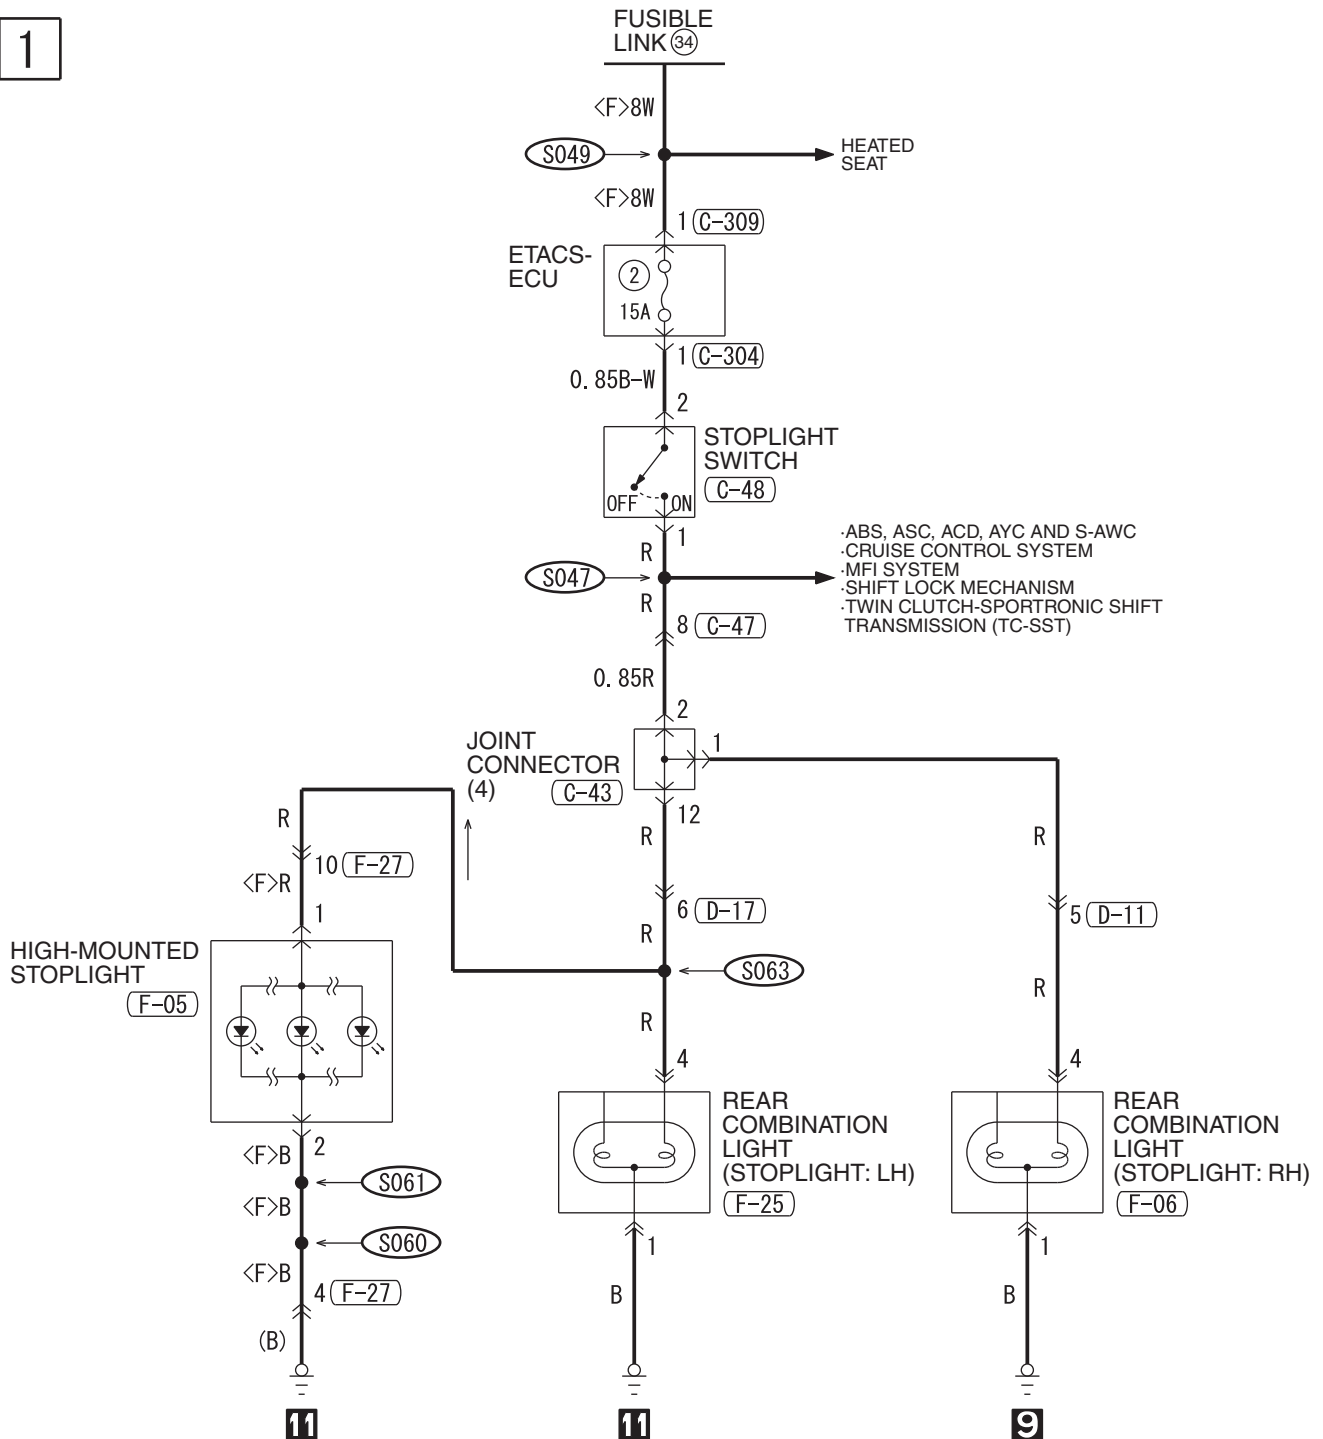 1
FUSIBLE
LINK 34
<F>8W
S049
HEATED
SEAT
<F>8W
1 C-309
ETACS-
ECU
2
15A
1 C-304
0.85B-W
2
STOPLIGHT
SWITCH
C-48
OFF ON
1
R
·ABS, ASC, ACD, AYC AND S-AWC
·CRUISE CONTROL SYSTEM
·MFI SYSTEM
·SHIFT LOCK MECHANISM
·TWIN CLUTCH-SPORTRONIC SHIFT
TRANSMISSION (TC-SST)
S047
R
8 C-47
0.85R
2
JOINT
CONNECTOR
(4)
C-43
1
12
R
R
R
10 F-27
<F>R
1
6 D-17
5 D-11
R
HIGH-MOUNTED
STOPLIGHT
F-05
S063
R
R
4
4
REAR
COMBINATION
LIGHT
(STOPLIGHT: LH)
F-25
REAR
COMBINATION
LIGHT
(STOPLIGHT: RH)
F-06
2
<F>B
S061
<F>B
S060
<F>B
4 F-27
(B)
1
B
1
B
11
11
9